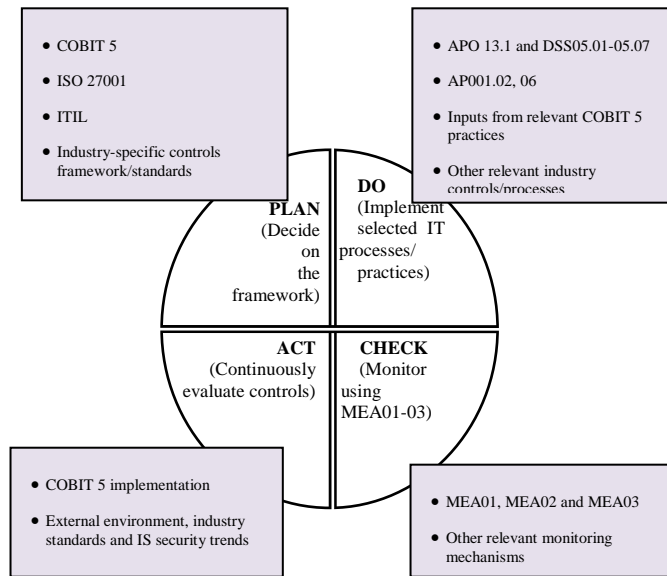 • COBIT 5
• ISO 27001
• ITIL
• Industry-specific controls
framework/standards
• APO 13.1 and DSS05.01-05.07
• AP001.02, 06
• Inputs from relevant COBIT 5
practices
• Other relevant industry
controls/processes
PLAN
(Decide
on
the
framework)
DO
(Implement
selected IT
processes/
practices)
ACT
(Continuously
evaluate controls)
CHECK
(Monitor
using
MEA01-03)
• COBIT 5 implementation
• External environment, industry
standards and IS security trends
• MEA01, MEA02 and MEA03
• Other relevant monitoring
mechanisms